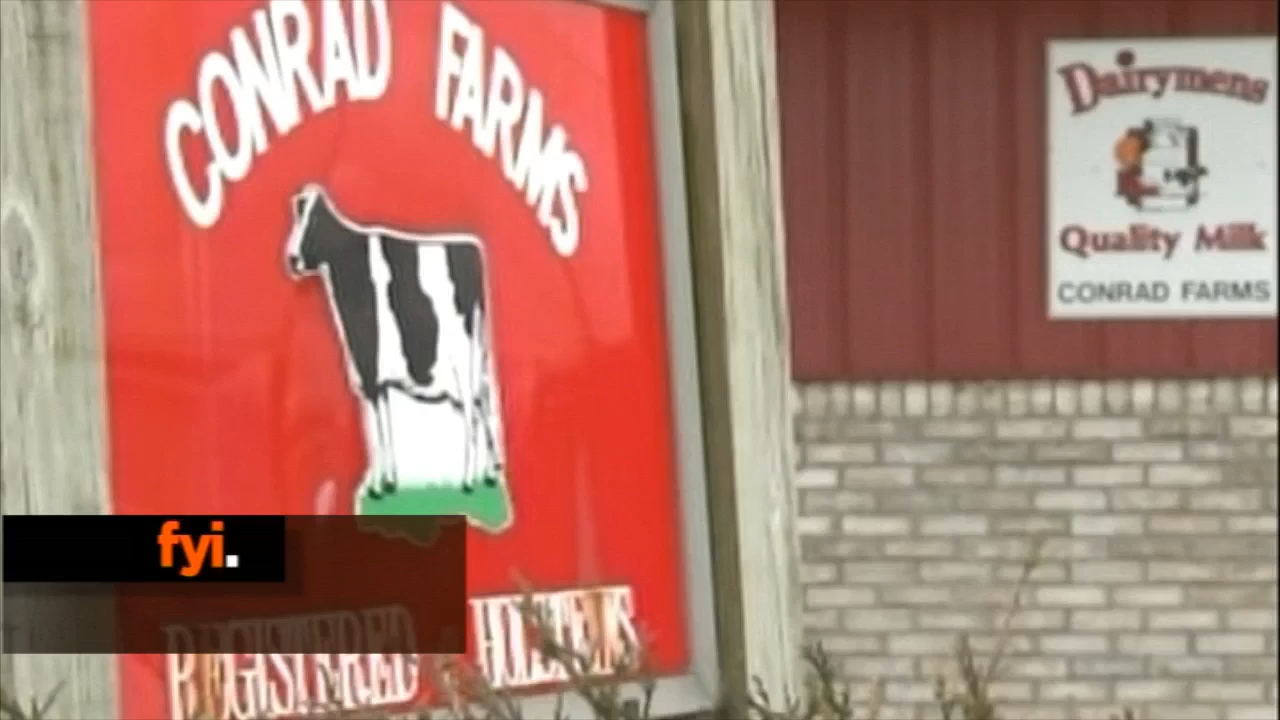 CONRAD FARMS
REGISTERED HOLSTEINS
Dairymens
Quality Milk
CONRAD FARMS
fyi.